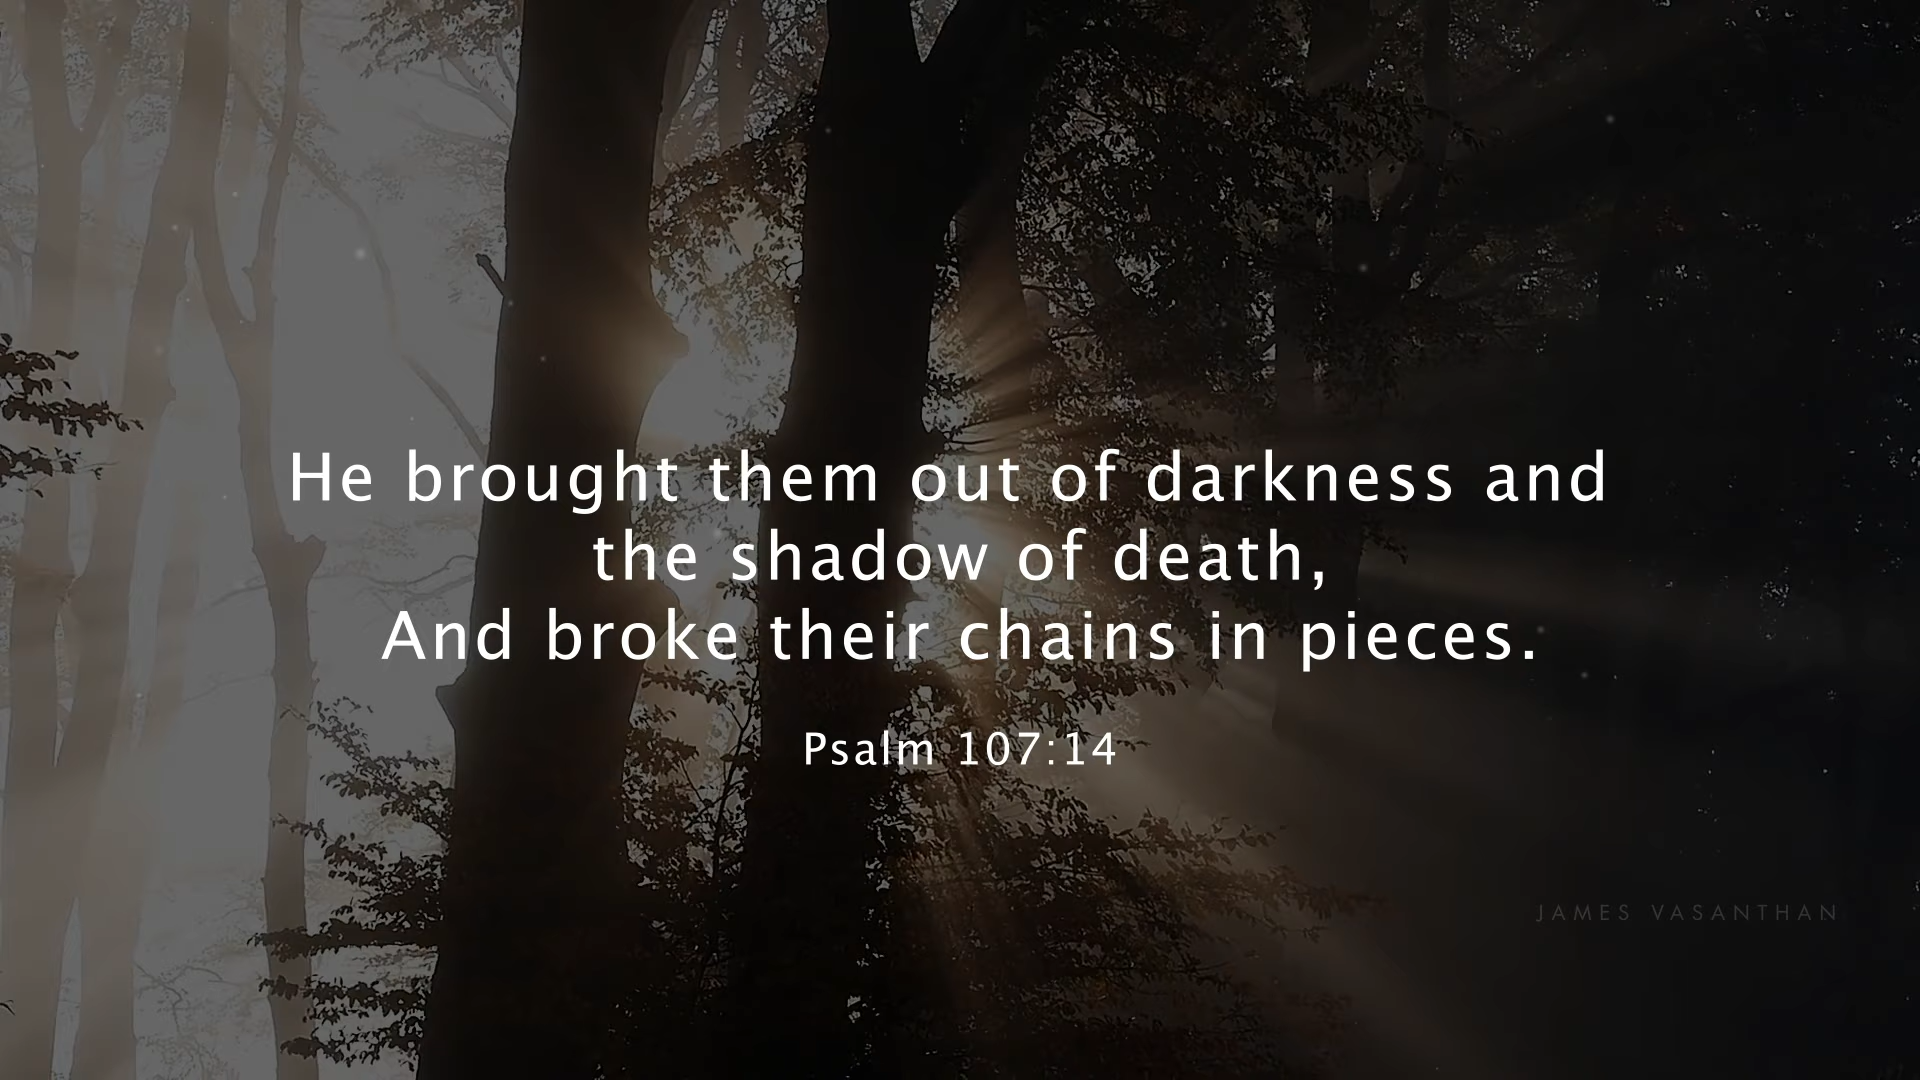 He brought them out of darkness and
the shadow of death,
And broke their chains in pieces.
Psalm 107:14
JAMES VASANTHAN